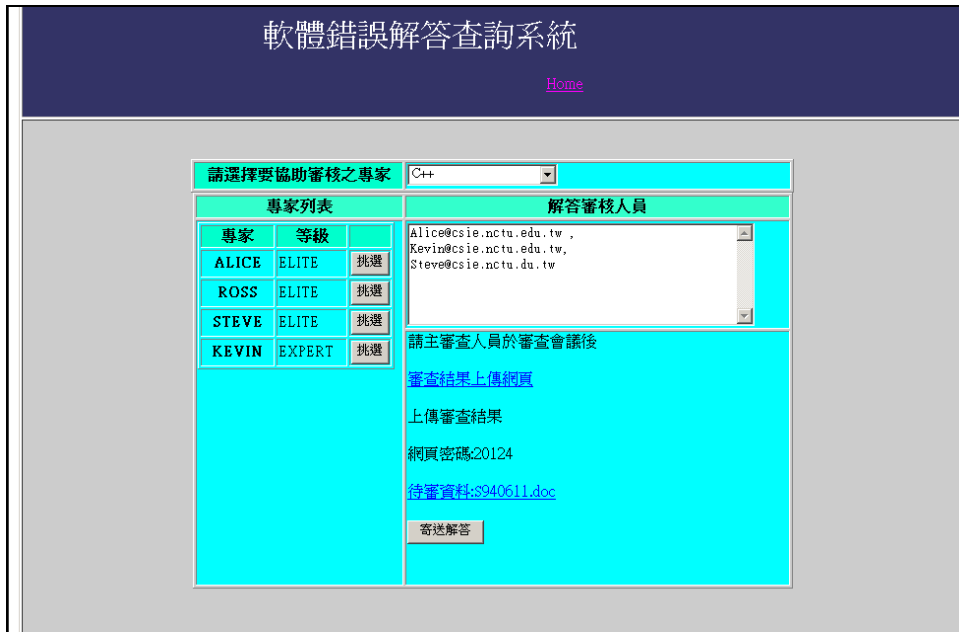 軟體錯誤解答查詢系統
Home
請選擇要協助審核之專家 C++
專家列表 解答審核人員
專家 等級
ALICE ELITE 挑選
ROSS ELITE 挑選
STEVE ELITE 挑選
KEVIN EXPERT 挑選
Alice@csie.nctu.edu.tw ,
Kevin@csie.nctu.edu.tw,
Steve@csie.nctu.du.tw
請主審查人員於審查會議後
審查結果上傳網頁
上傳審查結果
網頁密碼:20124
待審資料:S940611.doc
寄送解答